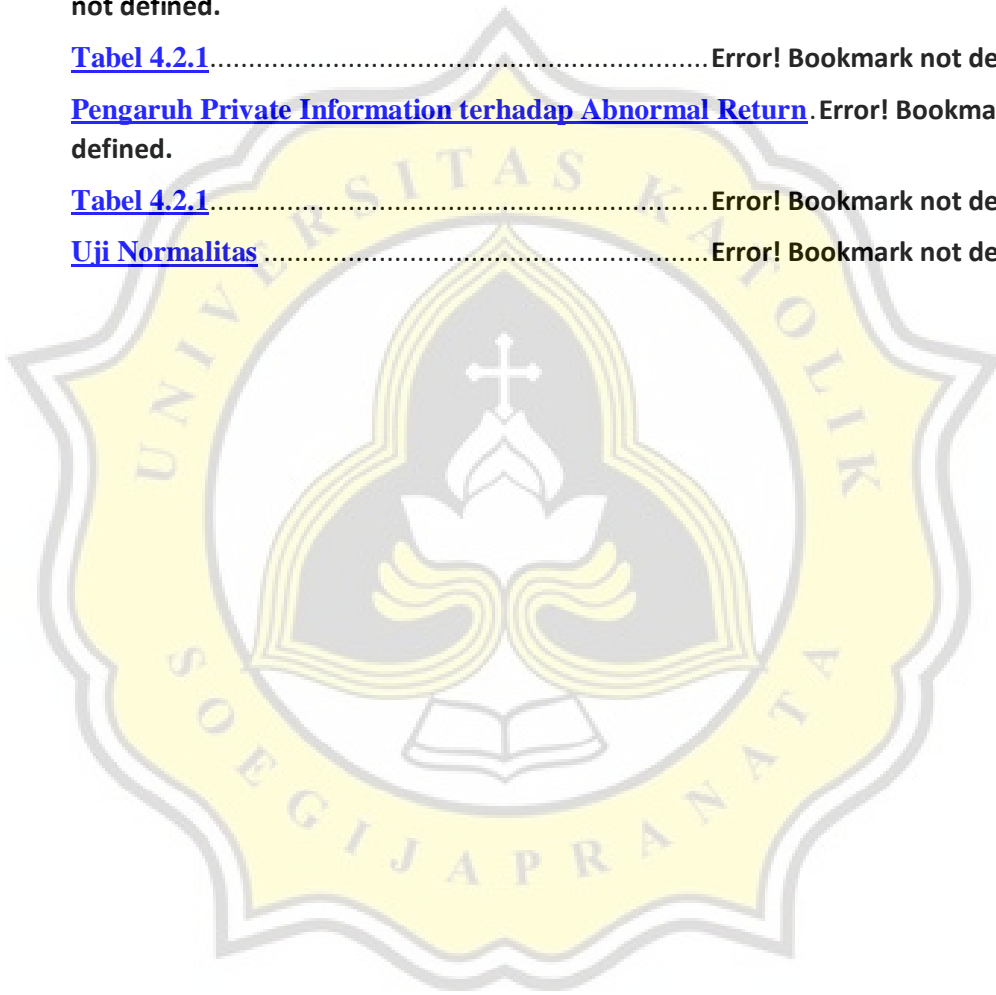 not defined.
Tabel 4.2.1................................................................Error! Bookmark not de
Pengaruh Private Information terhadap Abnormal Return.Error! Bookma
defined.
Tabel 4.2.1................................................................Error! Bookmark not de
Uji Normalitas .........................................................Error! Bookmark not de
UNIVERSITAS KATOLIK
SOEGIJAPRANATA